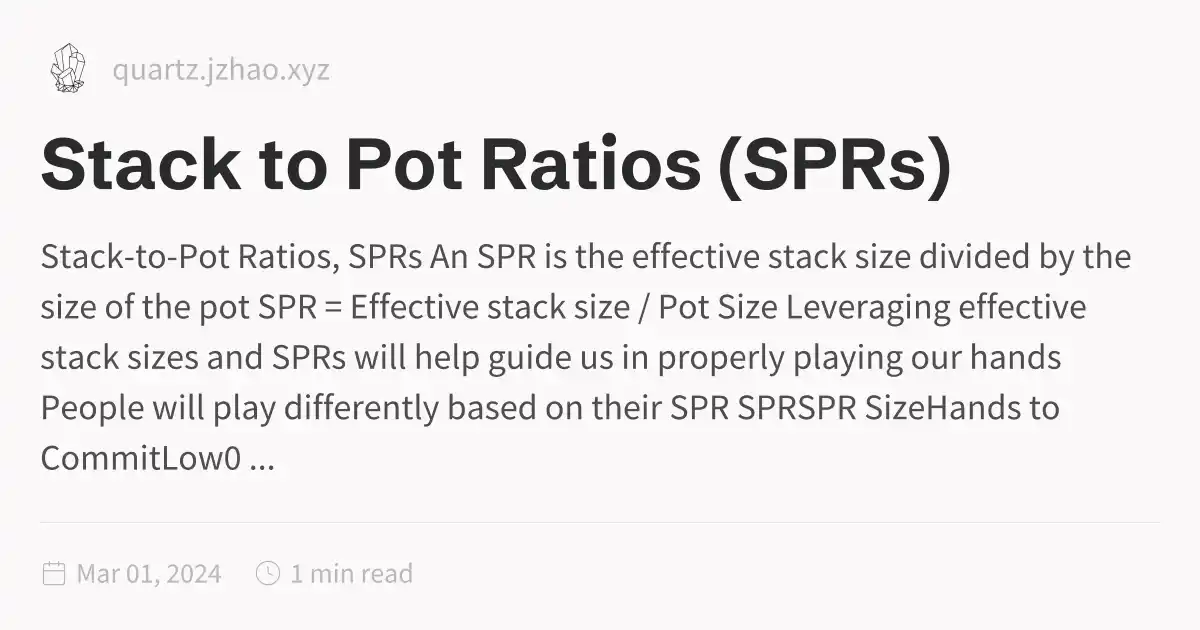 quartz.jzhao.xyz
Stack to Pot Ratios (SPRs)
Stack-to-Pot Ratios, SPRs An SPR is the effective stack size divided by the
size of the pot SPR = Effective stack size / Pot Size Leveraging effective
stack sizes and SPRs will help guide us in properly playing our hands
People will play differently based on their SPR SPRSPR SizeHands to
CommitLow0 ...
Mar 01, 2024 1 min read